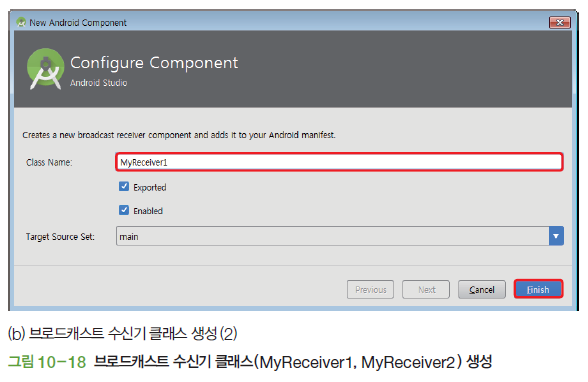 New Android Component
Configure Component
Android Studio
Creates a new broadcast receiver component and adds it to your Android manifest.
Class Name: MyReceiver1
Exported
Enabled
Target Source Set: main
Previous Next Cancel Finish
(b) 브로드캐스트 수신기 클래스 생성(2)
그림 10-18 브로드캐스트 수신기 클래스(MyReceiver1, MyReceiver2) 생성